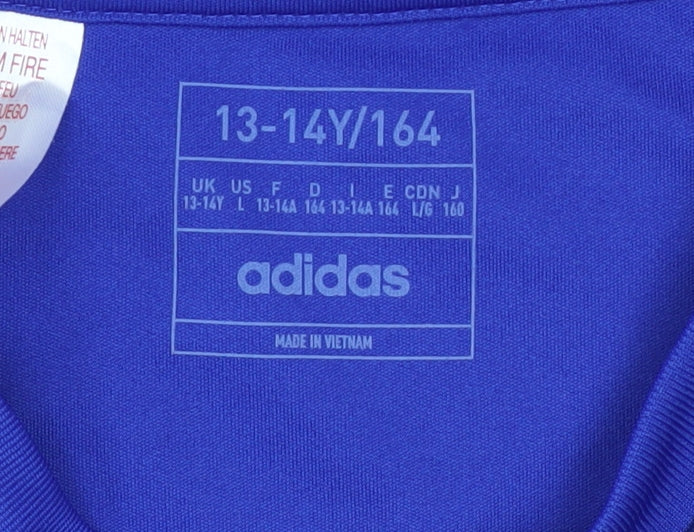 N HALTEN
M FIRE
FEU
UEGO
O
ERE
13-14Y/164
UK US F D I E CDN J
13-14Y L 13-14A 164 13-14A 164 L/G 160
adidas
MADE IN VIETNAM